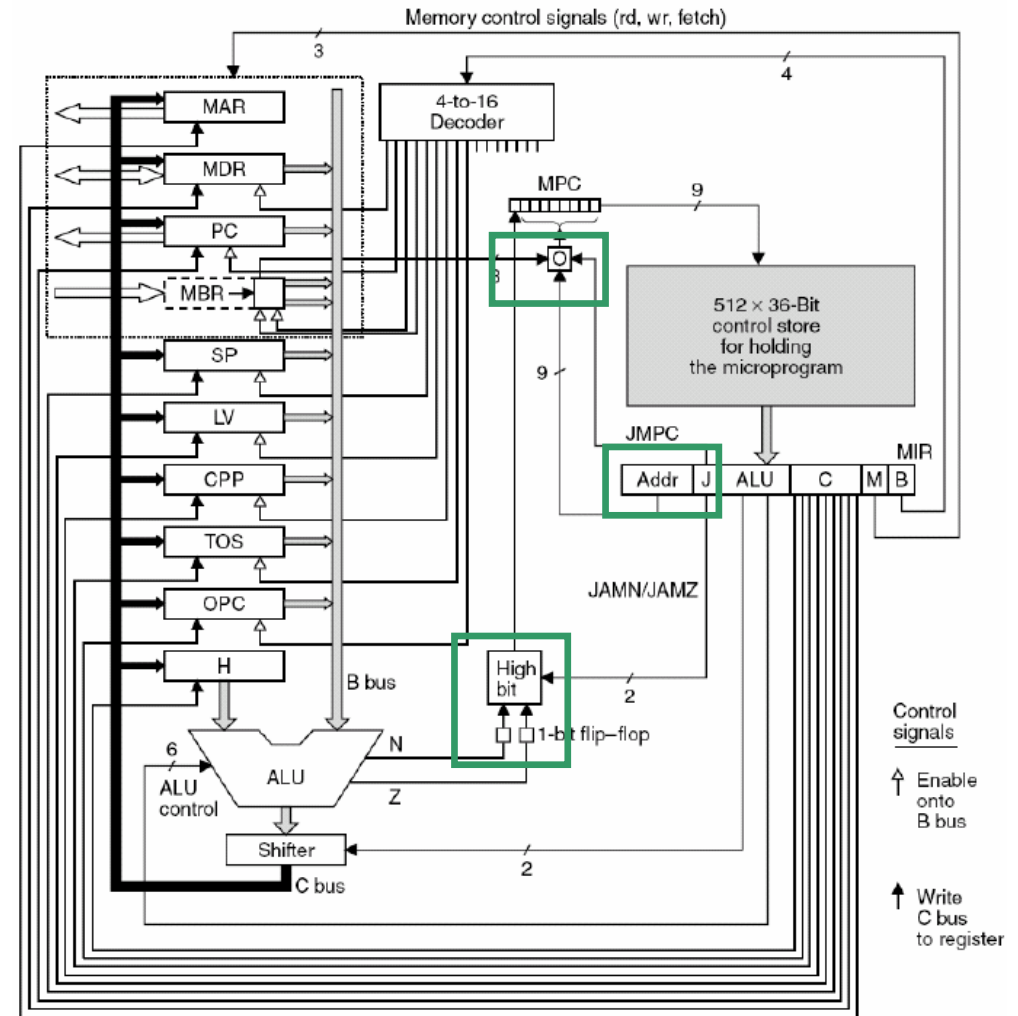 Memory control signals (rd, wr, fetch)
3
4
MAR
4-to-16
Decoder
MDR
MPC
9
PC
O
8
MBR
512 × 36-Bit
control store
for holding
the microprogram
SP
9
LV
JMPC
MIR
CPP
Addr
J
ALU
C
M
B
TOS
JAMN/JAMZ
OPC
H
High
bit
B bus
2
Control
signals
1-bit flip–flop
N
6
ALU
ALU
control
Z
Enable
onto
B bus
Shifter
2
C bus
Write
C bus
to register